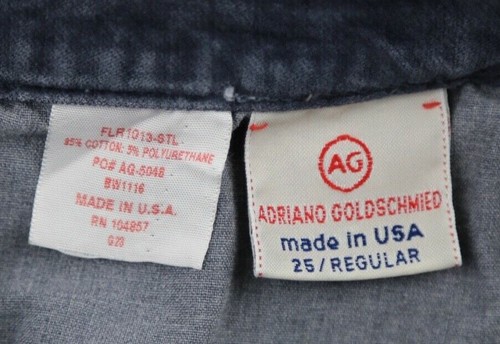 FLR1013-STL
95% COTTON: 5% POLYURETHANE
PO# AG-5048
BW1116
MADE IN U.S.A.
RN 104857
G23
AG
ADRIANO GOLDSCHMIED
made in USA
25/REGULAR